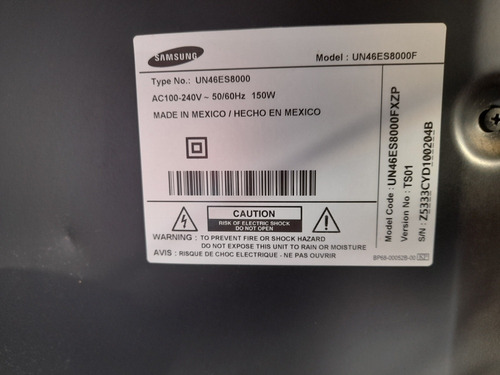 SAMSUNG
Model : UN46ES8000F
Type No.: UN46ES8000
AC100-240V ~ 50/60Hz 150W
MADE IN MEXICO / HECHO EN MEXICO
CAUTION
RISK OF ELECTRIC SHOCK
DO NOT OPEN
WARNING : TO PREVENT FIRE OR SHOCK HAZARD
DO NOT EXPOSE THIS UNIT TO RAIN OR MOISTURE
AVIS : RISQUE DE CHOC ELECTRIQUE - NE PAS OUVRIR
Model Code : UN46ES8000FXZP
Version No : TS01
S/N : Z5333CYD100204B